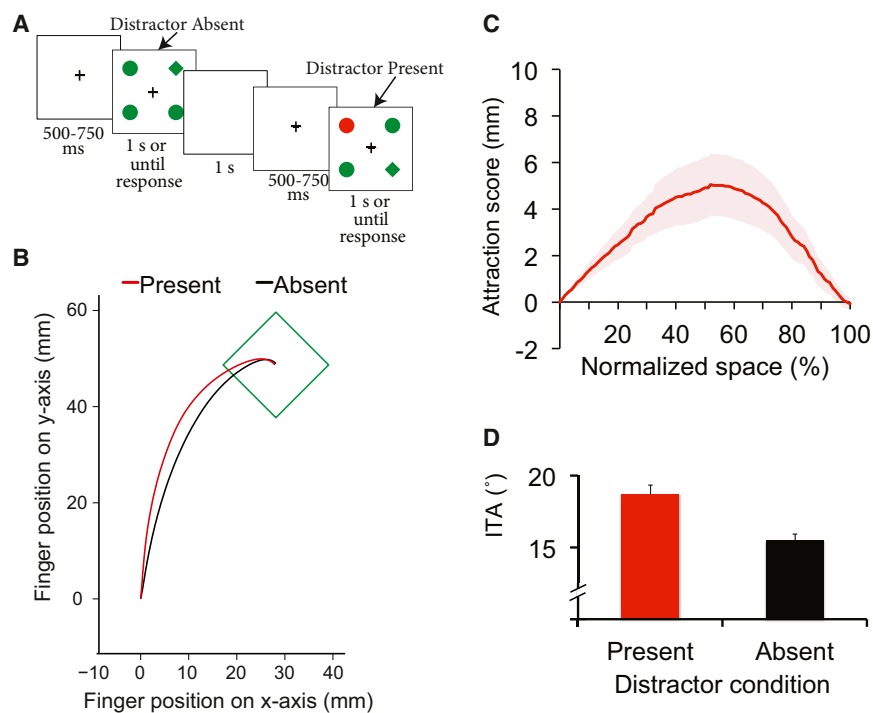 A
Distractor Absent
Distractor Present
500-750
ms
1 s or
until
response
1 s
500-750
ms
1 s or
until
response
B
Present
Absent
60
40
20
0
Finger position on y-axis (mm)
−10
0
10
20
30
40
Finger position on x-axis (mm)
C
10
8
6
4
2
0
-2
Attraction score (mm)
20
40
60
80
100
Normalized space (%)
D
20
15
ITA (°)
Present
Absent
Distractor condition